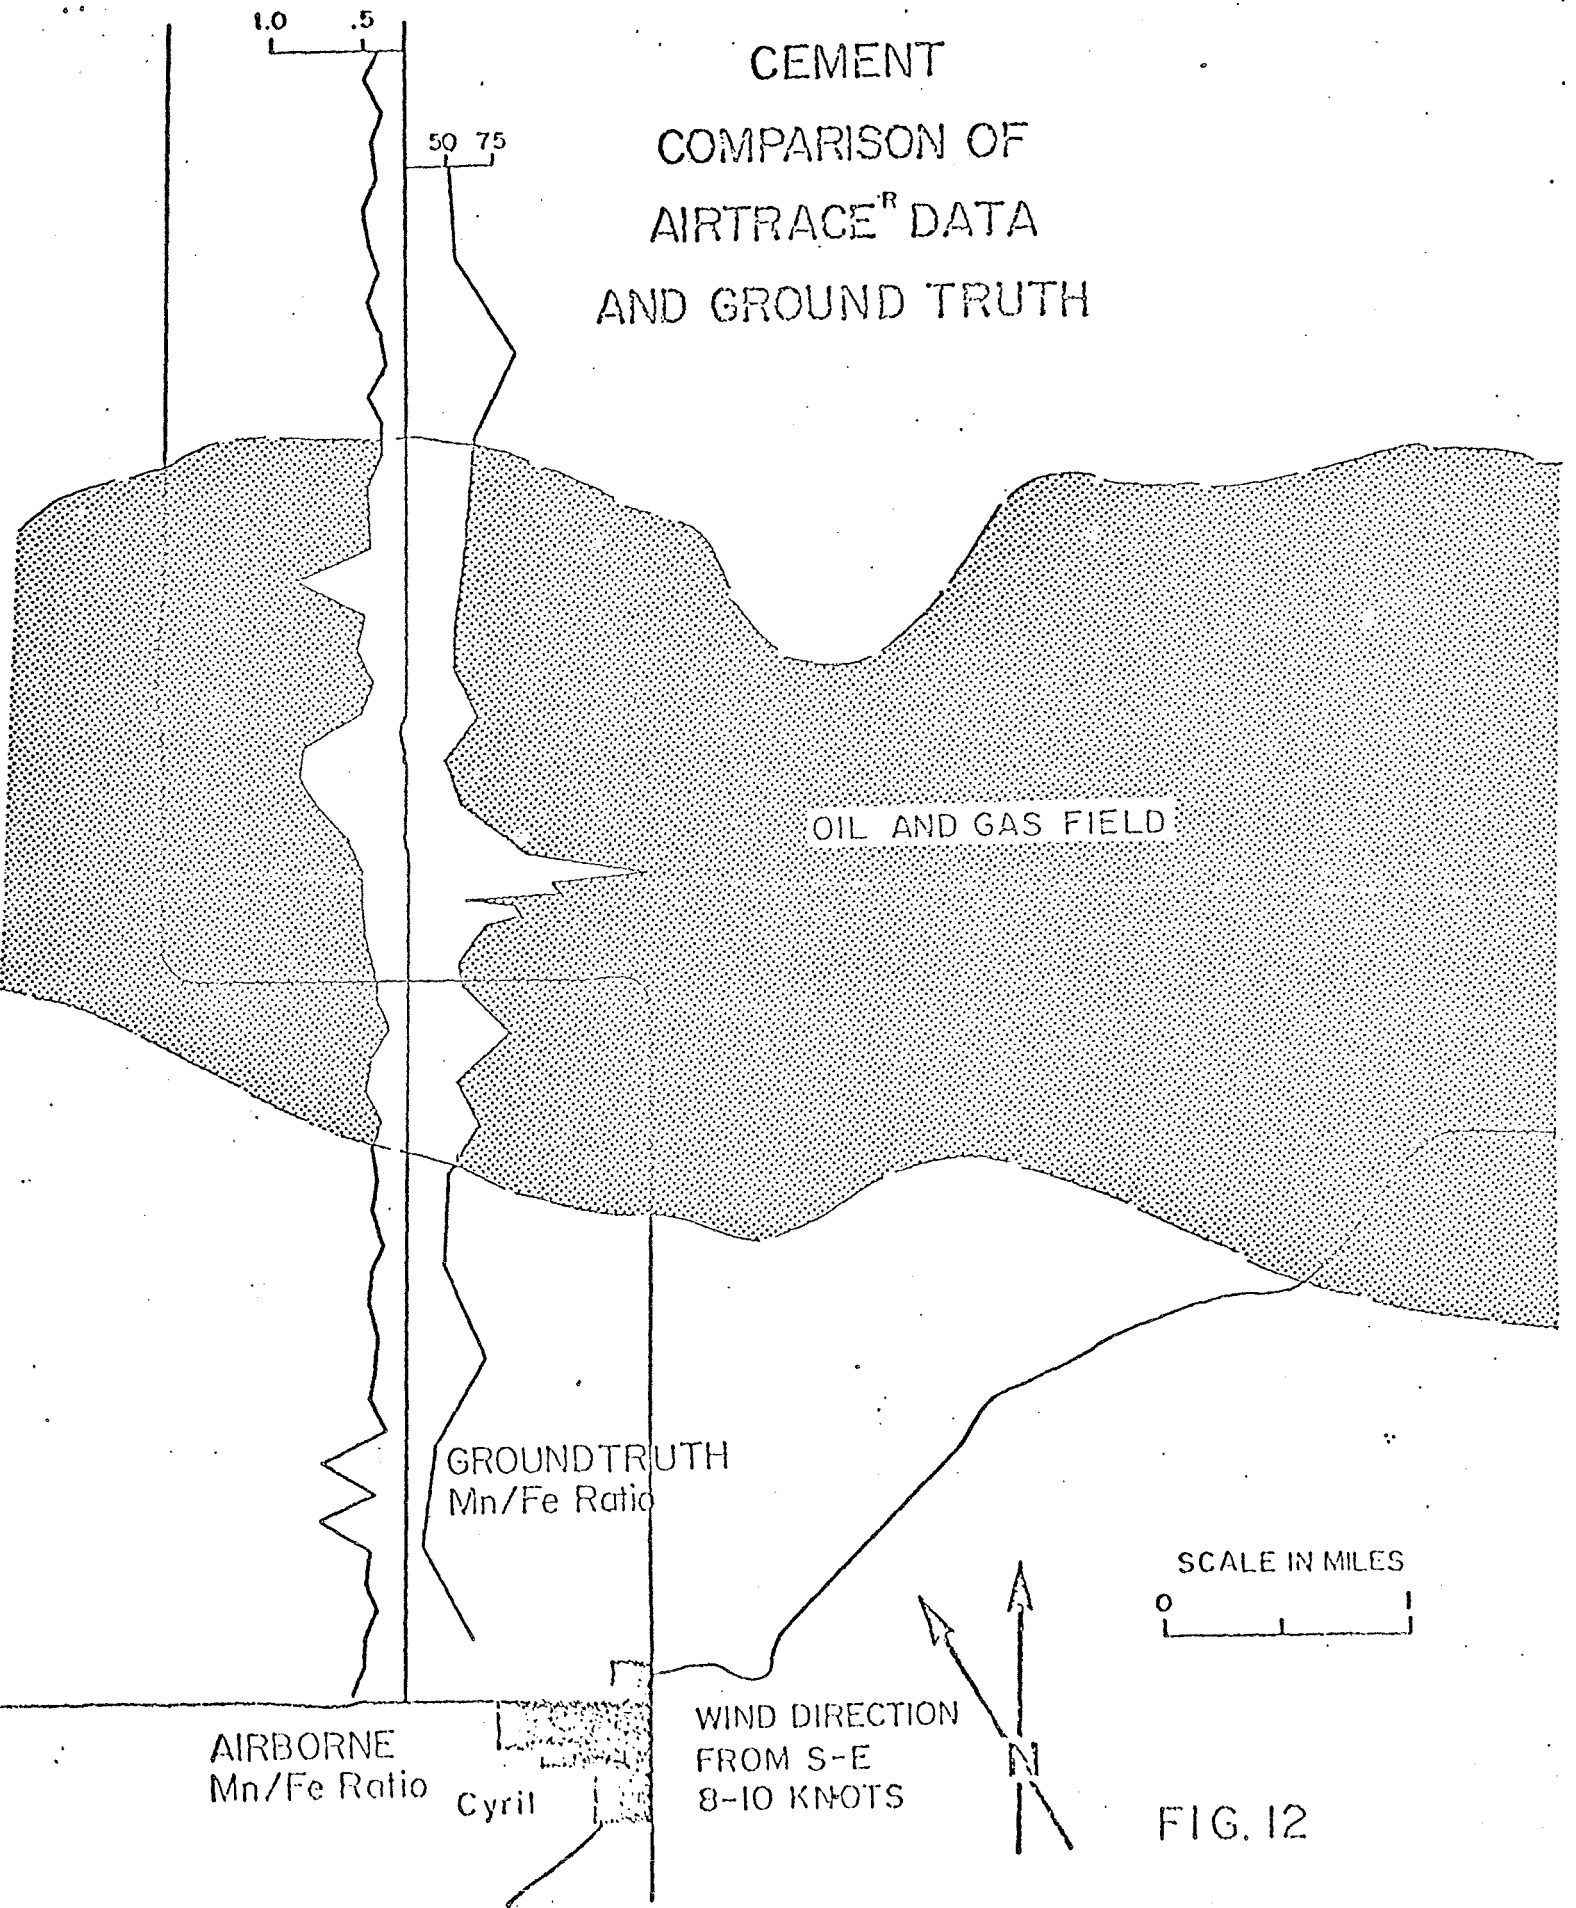 1.0 .5
CEMENT
COMPARISON OF
50 75
AIRTRACE R DATA
AND GROUND TRUTH
OIL AND GAS FIELD
GROUNDTRUTH
Mn/Fe Ratio
SCALE IN MILES
0 1
AIRBORNE
Mn/Fe Ratio
Cyril
WIND DIRECTION
FROM S-E
8-10 KNOTS
N
FIG. 12